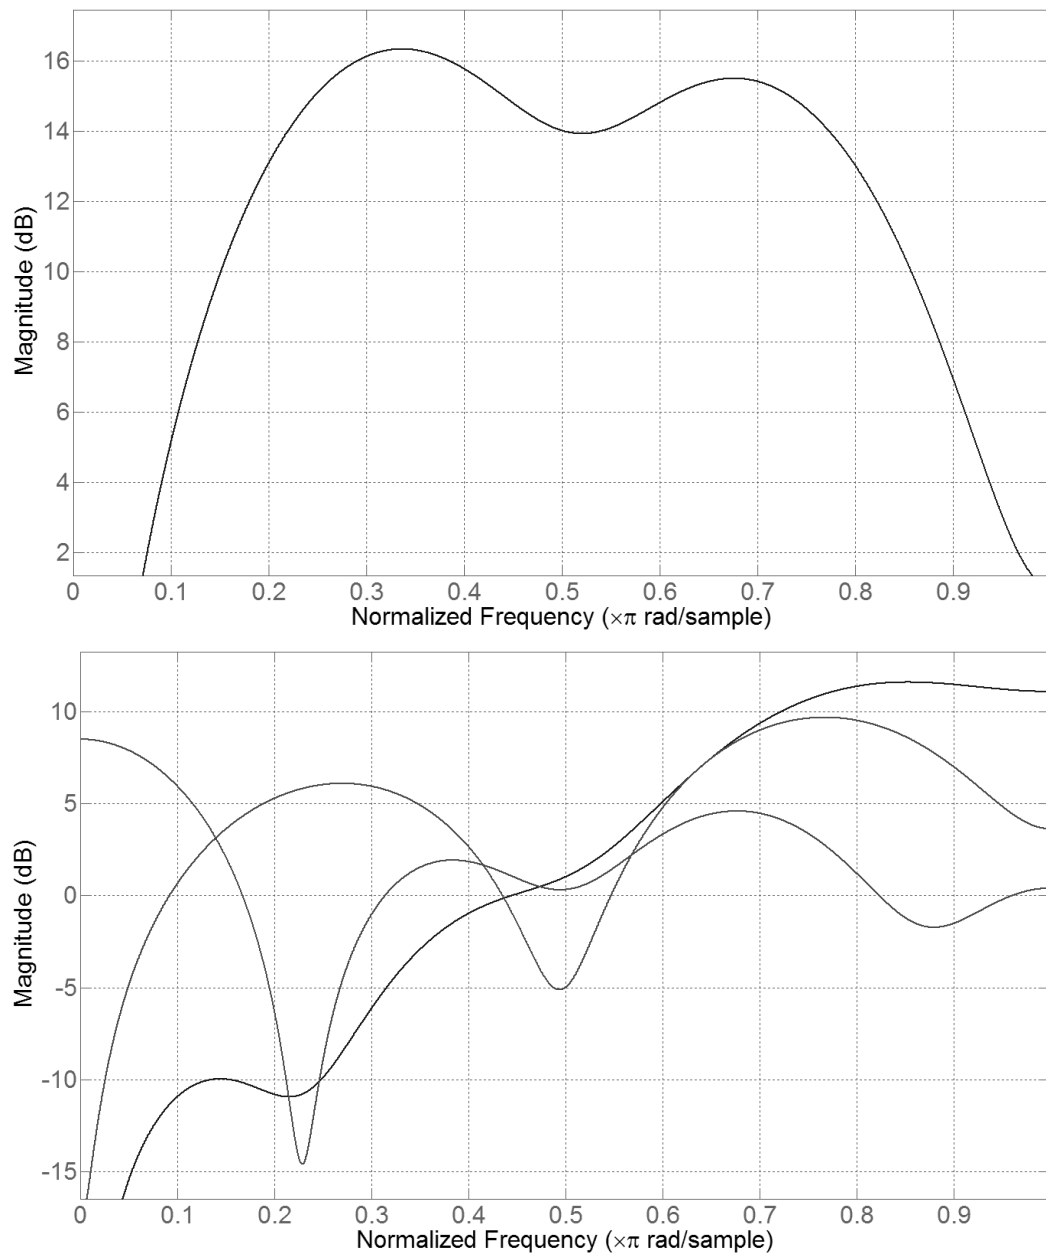 16
14
12
10
8
6
4
2
Magnitude (dB)
0 0.1 0.2 0.3 0.4 0.5 0.6 0.7 0.8 0.9
Normalized Frequency (×π rad/sample)
10
5
0
-5
-10
-15
Magnitude (dB)
0 0.1 0.2 0.3 0.4 0.5 0.6 0.7 0.8 0.9
Normalized Frequency (×π rad/sample)